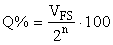 Q% = V_FS / 2^n · 100